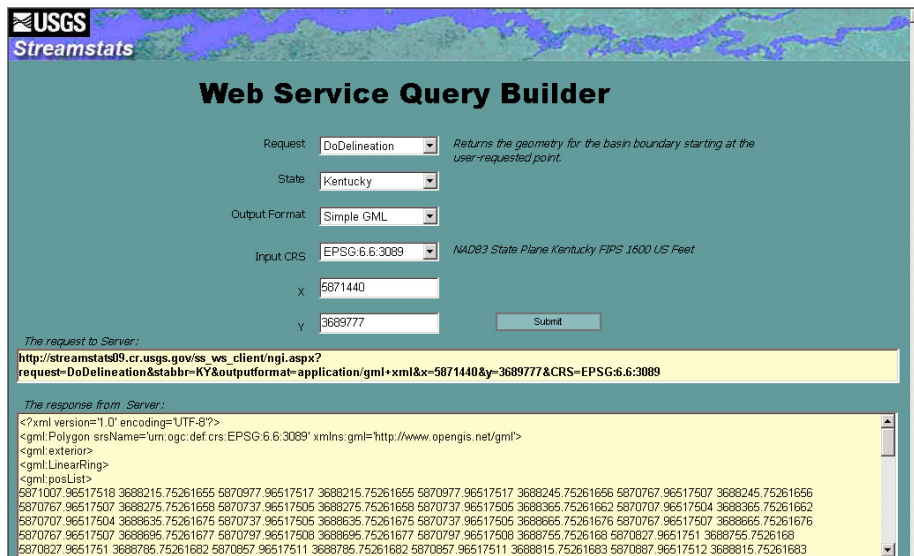 USGS
Streamstats
Web Service Query Builder
Request DoDelineation Returns the geometry for the basin boundary starting at the
user-requested point.
State Kentucky
Output Format Simple GML
Input CRS EPSG:6.6:3089 NAD83 State Plane Kentucky FIPS 1600 US Feet
X 5871440
Y 3689777 Submit
The request to Server:
http://streamstats09.cr.usgs.gov/ss_ws_client/ngi.aspx?
request=DoDelineation&stabbr=KY&outputformat=application/gml+xml&x=5871440&y=3689777&CRS=EPSG:6.6:3089
The response from Server:
<?xml version='1.0' encoding='UTF-8'?>
<gml:Polygon srsName='urn:ogc:def:crs:EPSG:6.6:3089' xmlns:gml='http://www.opengis.net/gml'>
<gml:exterior>
<gml:LinearRing>
<gml:posList>
5871007.96517518 3688215.75261655 5870977.96517517 3688215.75261655 5870977.96517517 3688245.75261656 5870767.96517507 3688245.75261656
5870767.96517507 3688275.75261658 5870737.96517505 3688275.75261658 5870737.96517505 3688365.75261662 5870707.96517504 3688365.75261662
5870707.96517504 3688635.75261675 5870737.96517505 3688635.75261675 5870737.96517505 3688665.75261676 5870767.96517507 3688665.75261676
5870767.96517507 3688695.75261677 5870797.96517508 3688695.75261677 5870797.96517508 3688755.7526168 5870827.9651751 3688755.7526168
5870827.9651751 3688785.75261682 5870857.96517511 3688785.75261682 5870857.96517511 3688815.75261683 5870887.96517512 3688815.75261683